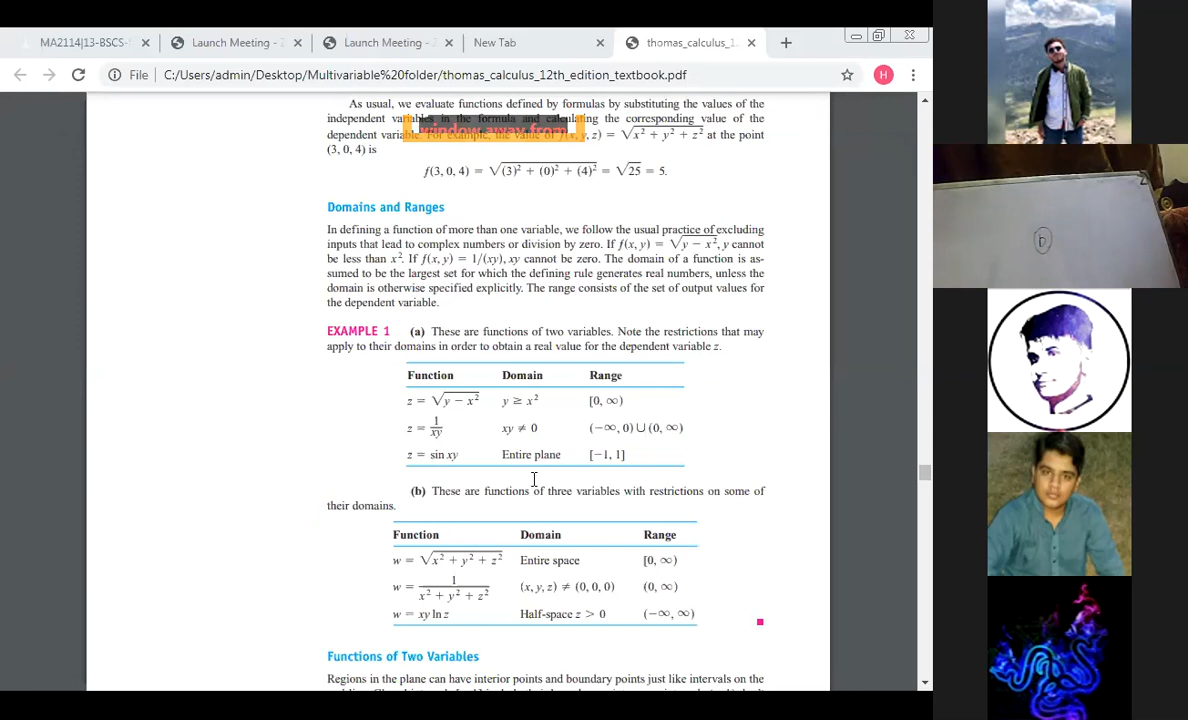 MA2114|13-BSCS-
Launch Meeting - Z
Launch Meeting - Z
New Tab
thomas_calculus_1
File
C:/Users/admin/Desktop/Multivariable%20folder/thomas_calculus_12th_edition_textbook.pdf
H
As usual, we evaluate functions defined by formulas by substituting the values of the
independent variables in the formula and calculating the corresponding value of the
window away from
dependent variable. For example, the value of f(x, y, z) = √x² + y² + z² at the point
(3, 0, 4) is
f(3, 0, 4) = √(3)² + (0)² + (4)² = √25 = 5.
Domains and Ranges
In defining a function of more than one variable, we follow the usual practice of excluding
inputs that lead to complex numbers or division by zero. If f(x, y) = √y − x², y cannot
be less than x². If f(x, y) = 1/(xy), xy cannot be zero. The domain of a function is as-
sumed to be the largest set for which the defining rule generates real numbers, unless the
domain is otherwise specified explicitly. The range consists of the set of output values for
the dependent variable.
EXAMPLE 1 (a) These are functions of two variables. Note the restrictions that may
apply to their domains in order to obtain a real value for the dependent variable z.
Function Domain Range
z = √y − x² y ≥ x² [0, ∞)
z = 1/xy xy ≠ 0 (−∞, 0) ∪ (0, ∞)
z = sin xy Entire plane [−1, 1]
(b) These are functions of three variables with restrictions on some of
their domains.
Function Domain Range
w = √x² + y² + z² Entire space [0, ∞)
w = 1/x² + y² + z² (x, y, z) ≠ (0, 0, 0) (0, ∞)
w = xy ln z Half-space z > 0 (−∞, ∞)
Functions of Two Variables
Regions in the plane can have interior points and boundary points just like intervals on the